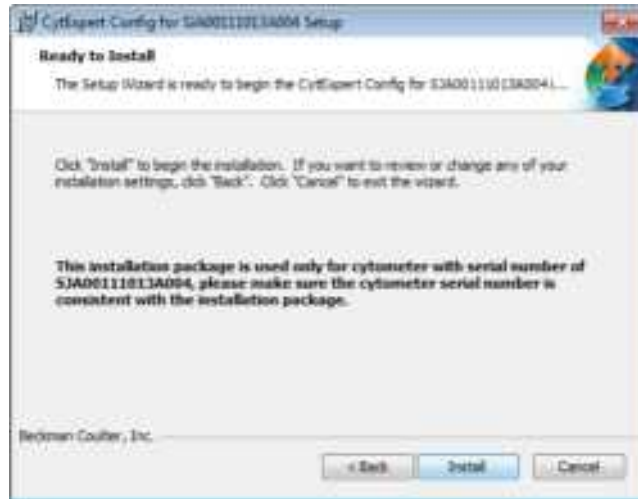 CytExpert Config for SJA00111013A004 Setup
Ready to Install
The Setup Wizard is ready to begin the CytExpert Config for SJA00111013A004 i...
Click "Install" to begin the installation. If you want to review or change any of your
installation settings, click "Back". Click "Cancel" to exit the wizard.
This installation package is used only for cytometer with serial number of
SJA00111013A004, please make sure the cytometer serial number is
consistent with the installation package.
Beckman Coulter, Inc.
< Back Install Cancel